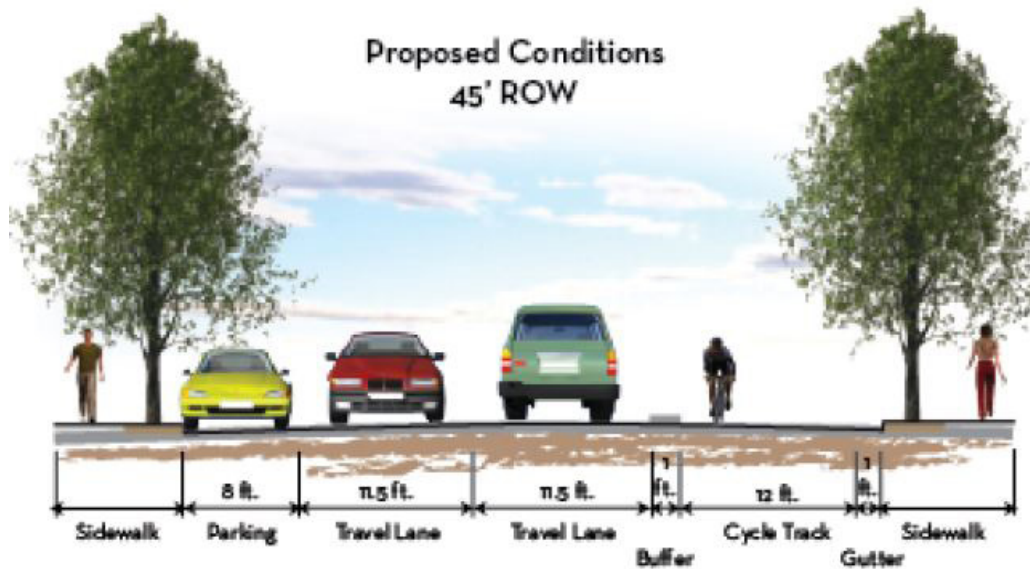 Proposed Conditions
45' ROW
8 ft.
11.5 ft.
11.5 ft.
1
ft.
12 ft.
1
ft.
Sidewalk
Parking
Travel Lane
Travel Lane
Buffer
Cycle Track
Gutter
Sidewalk